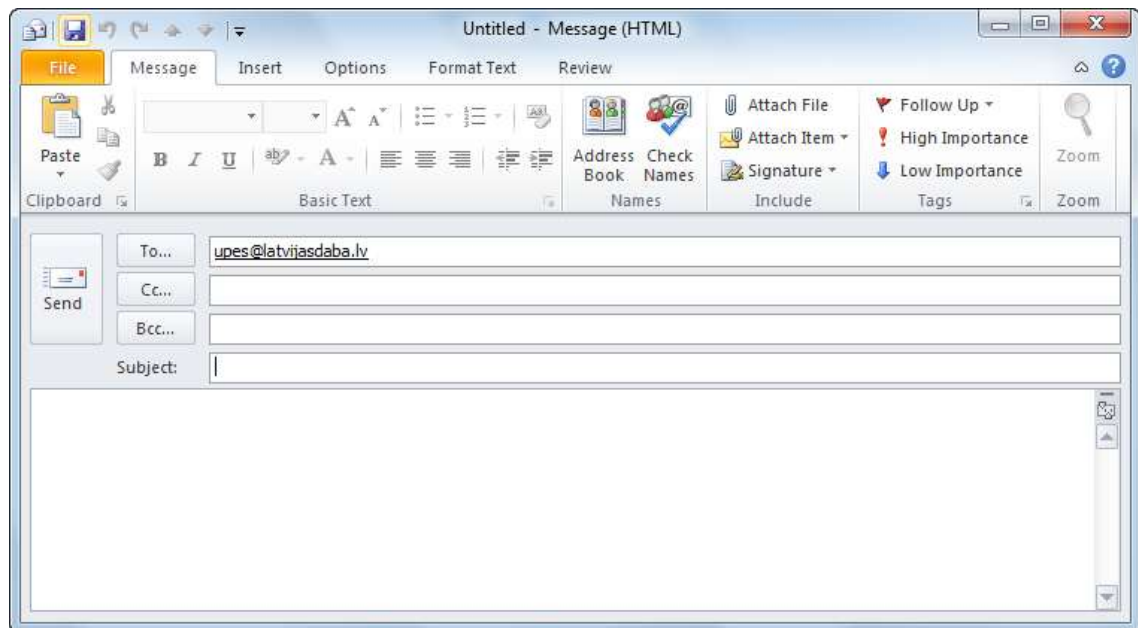 Untitled - Message (HTML)
File Message Insert Options Format Text Review
Paste
Clipboard
A A
B I U ab A
Basic Text
Address Book
Check Names
Names
Attach File
Attach Item
Signature
Include
Follow Up
High Importance
Low Importance
Tags
Zoom
Zoom
Send
To... upes@latvijasdaba.lv
Cc...
Bcc...
Subject: